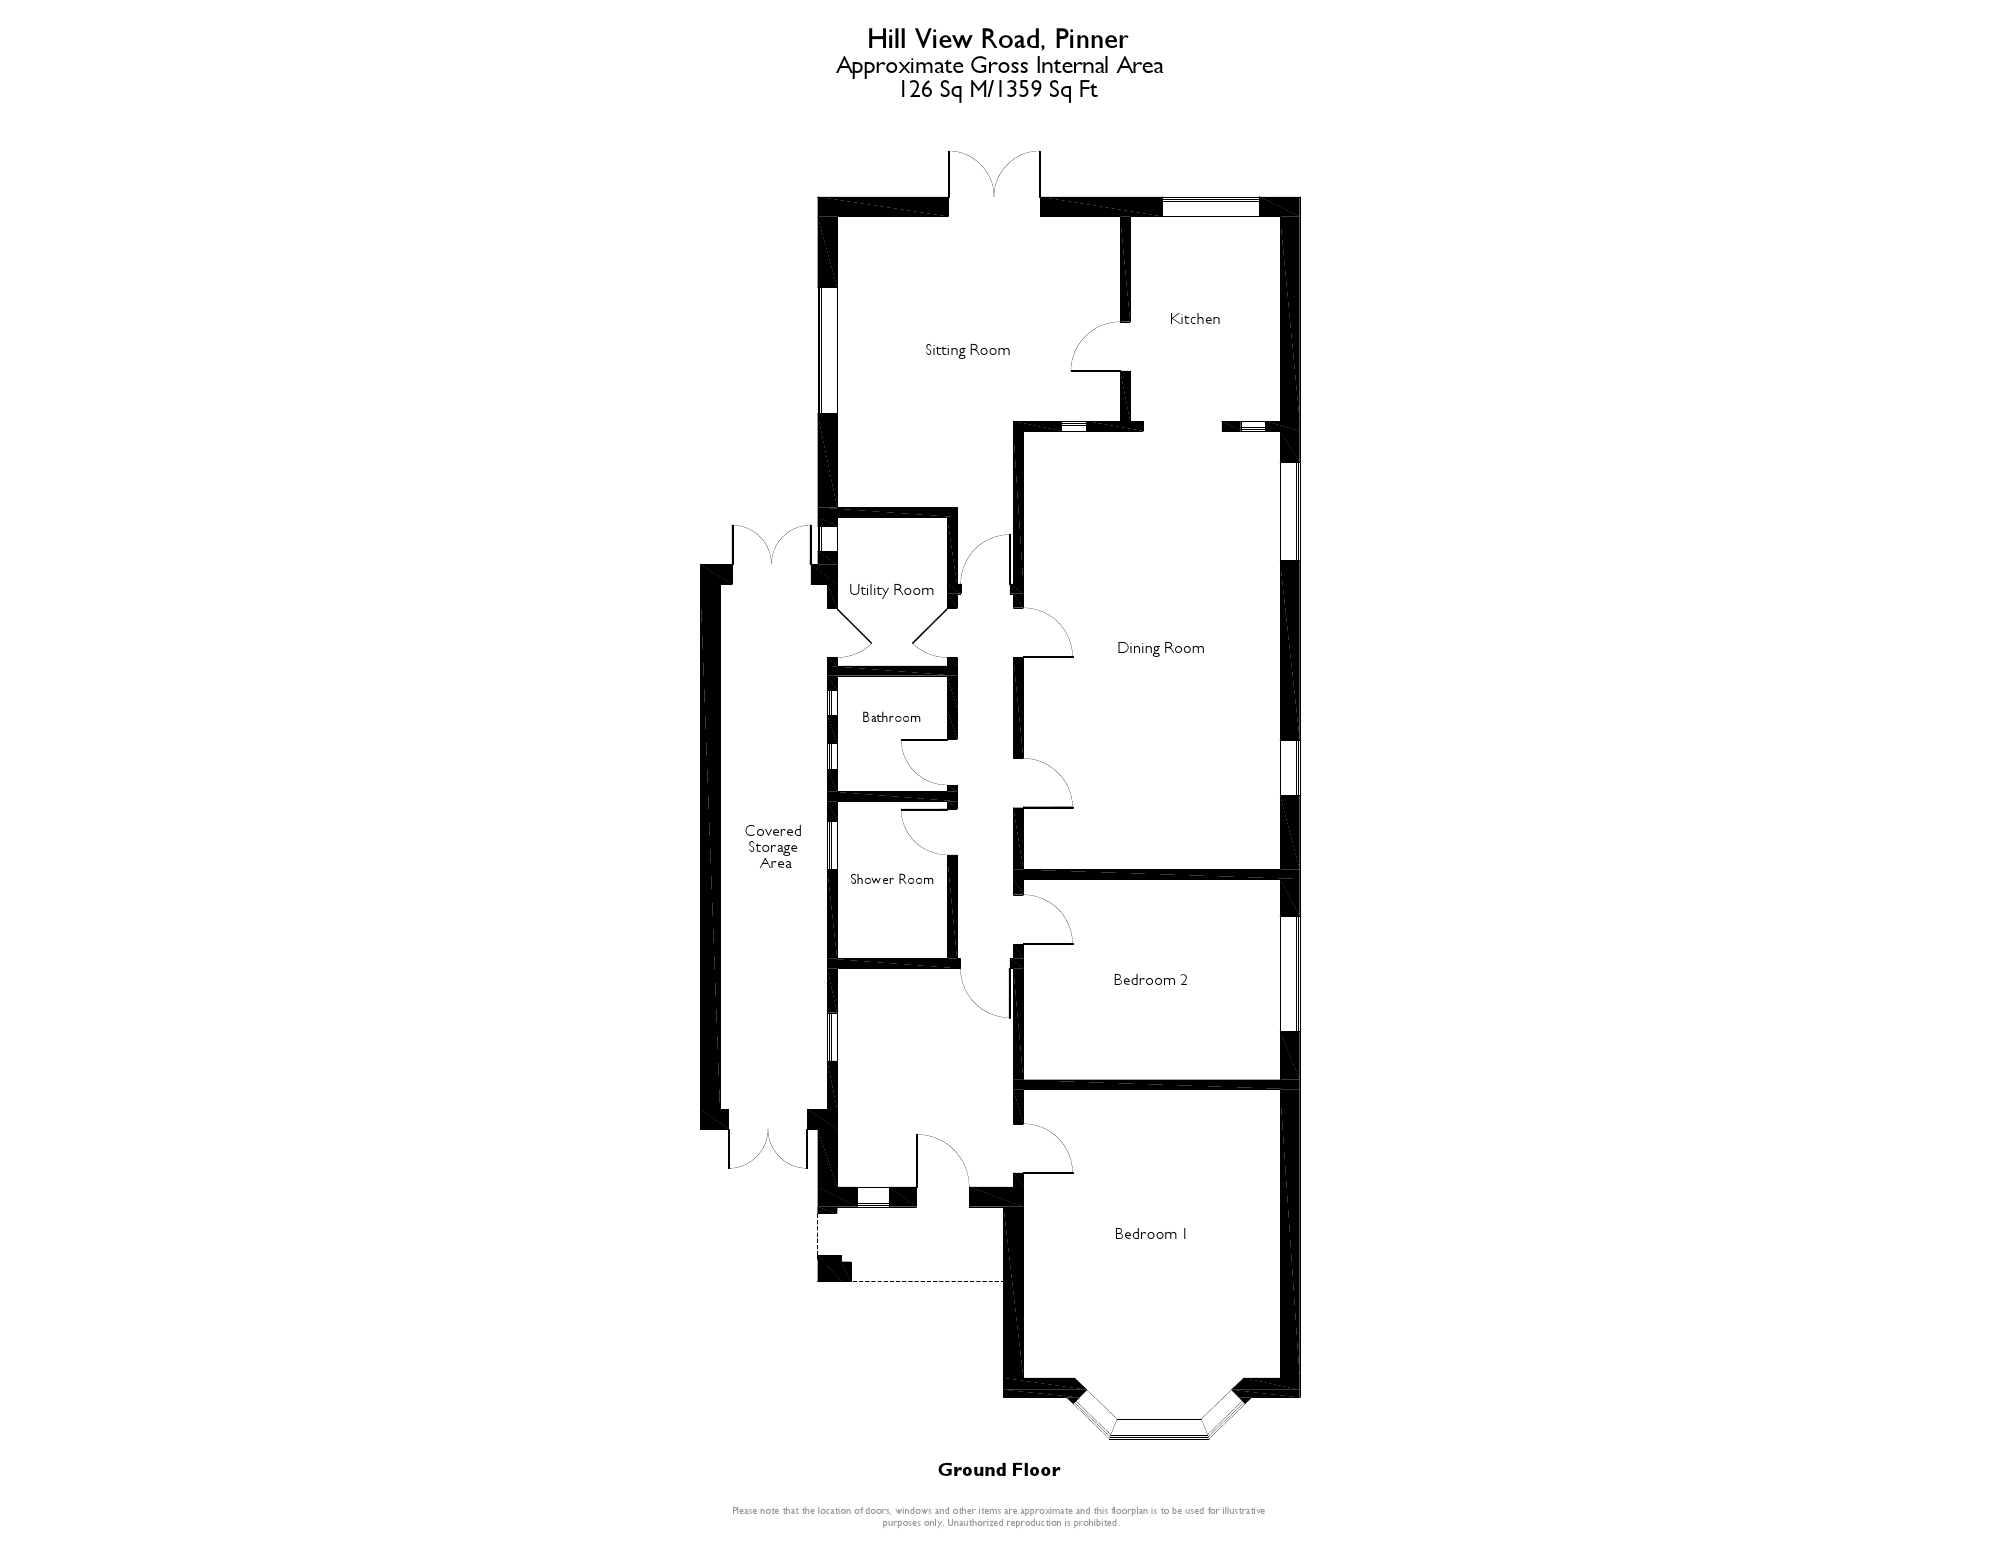 Hill View Road, Pinner
Approximate Gross Internal Area
126 Sq M/1359 Sq Ft
Kitchen
Sitting Room
Utility Room
Dining Room
Bathroom
Covered
Storage
Area
Shower Room
Bedroom 2
Bedroom 1
Ground Floor
Please note that the location of doors, windows and other items are approximate and this floorplan is to be used for illustrative
purposes only. Unauthorized reproduction is prohibited.